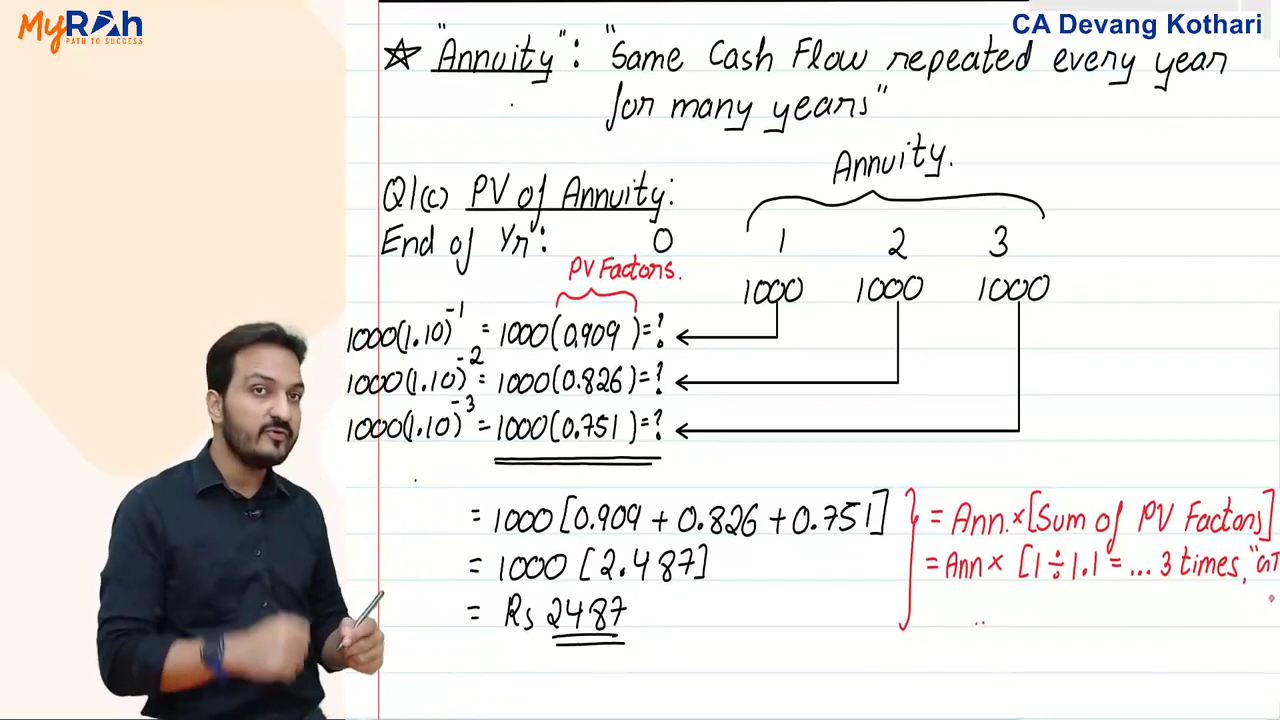 MyRAh
PATH TO SUCCESS
CA Devang Kothari
"Annuity" : "Same Cash Flow repeated every year
for many years"
Annuity.
Q1(c) PV of Annuity:
End of Yr: 0 1 2 3
PV Factors.
1000 1000 1000
1000(1.10)^-1 = 1000(0.909)=?
1000(1.10)^-2 = 1000(0.826)=?
1000(1.10)^-3 = 1000(0.751)=?
= 1000[0.909 + 0.826 + 0.751] = Ann.×[Sum of PV Factors]
= 1000 [2.487] = Ann× [1÷1.1 = ... 3 times, "GT
= Rs 2487